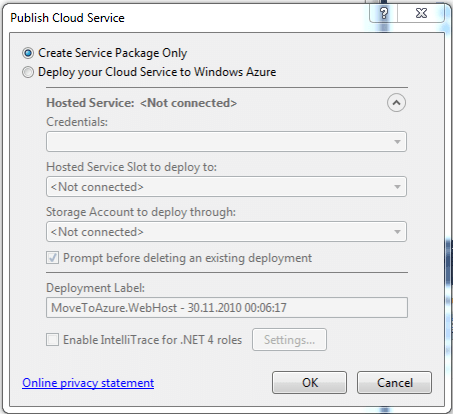 Publish Cloud Service
Create Service Package Only
Deploy your Cloud Service to Windows Azure
Hosted Service: <Not connected>
Credentials:
Hosted Service Slot to deploy to:
<Not connected>
Storage Account to deploy through:
<Not connected>
Prompt before deleting an existing deployment
Deployment Label:
MoveToAzure.WebHost - 30.11.2010 00:06:17
Enable IntelliTrace for .NET 4 roles Settings...
Online privacy statement OK Cancel